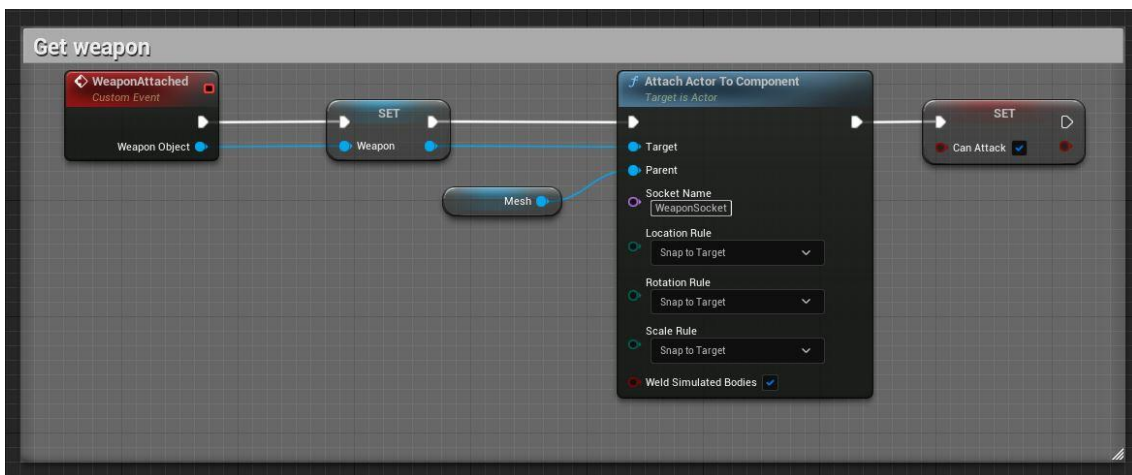 Get weapon
WeaponAttached
Custom Event
Weapon Object
SET
Weapon
Mesh
f Attach Actor To Component
Target is Actor
Target
Parent
Socket Name
WeaponSocket
Location Rule
Snap to Target
Rotation Rule
Snap to Target
Scale Rule
Snap to Target
Weld Simulated Bodies
SET
Can Attack